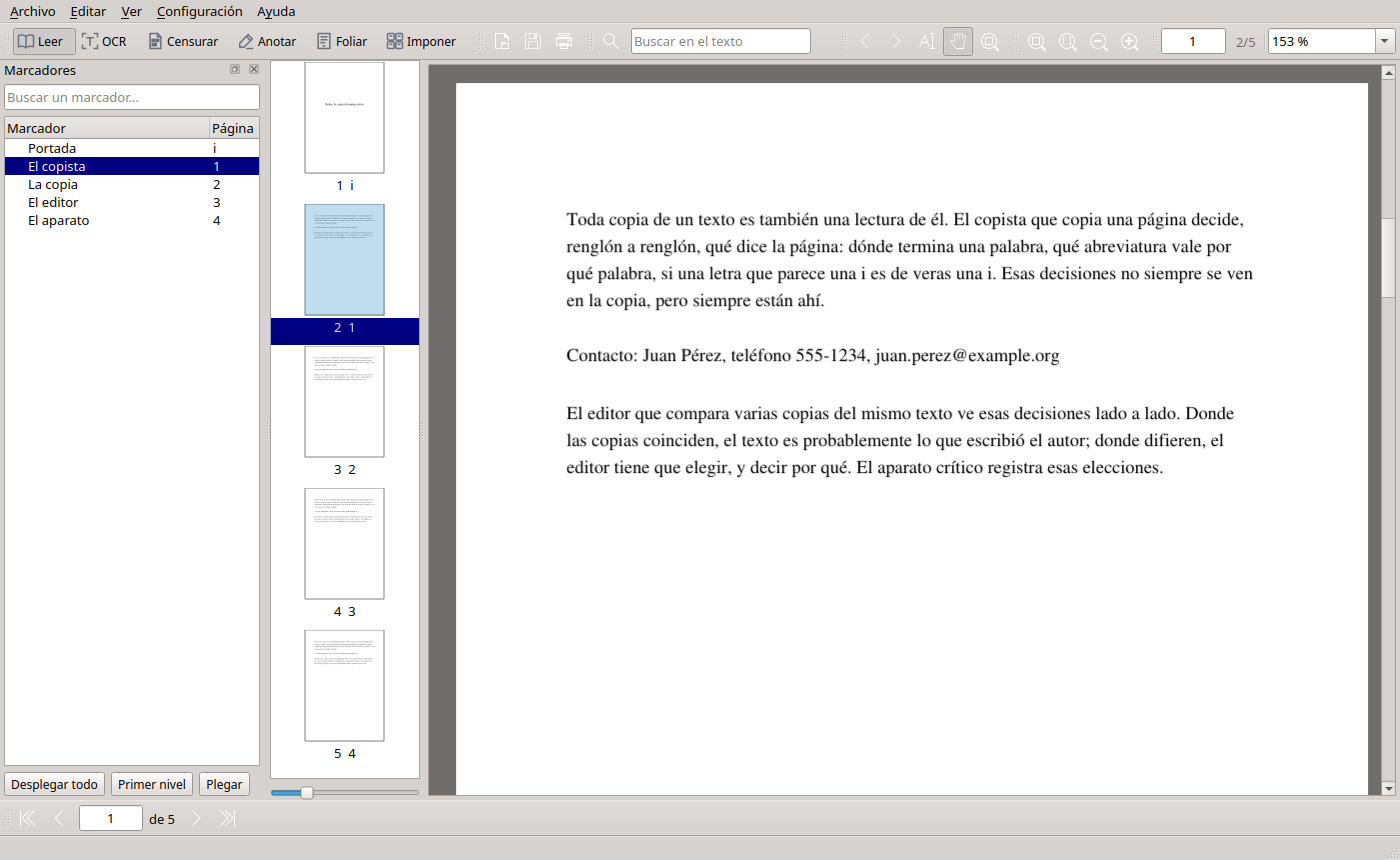 Archivo Editar Ver Configuración Ayuda
Leer OCR Censurar Anotar Foliar Imponer Buscar en el texto 1 2/5 153 %
Marcadores
Buscar un marcador...
Marcador Página
Portada i
El copista 1
La copia 2
El editor 3
El aparato 4
Desplegar todo Primer nivel Plegar
1 i
2 1
3 2
4 3
5 4
Toda copia de un texto es también una lectura de él. El copista que copia una página decide,
renglón a renglón, qué dice la página: dónde termina una palabra, qué abreviatura vale por
qué palabra, si una letra que parece una i es de veras una i. Esas decisiones no siempre se ven
en la copia, pero siempre están ahí.
Contacto: Juan Pérez, teléfono 555-1234, juan.perez@example.org
El editor que compara varias copias del mismo texto ve esas decisiones lado a lado. Donde
las copias coinciden, el texto es probablemente lo que escribió el autor; donde difieren, el
editor tiene que elegir, y decir por qué. El aparato crítico registra esas elecciones.
1 de 5